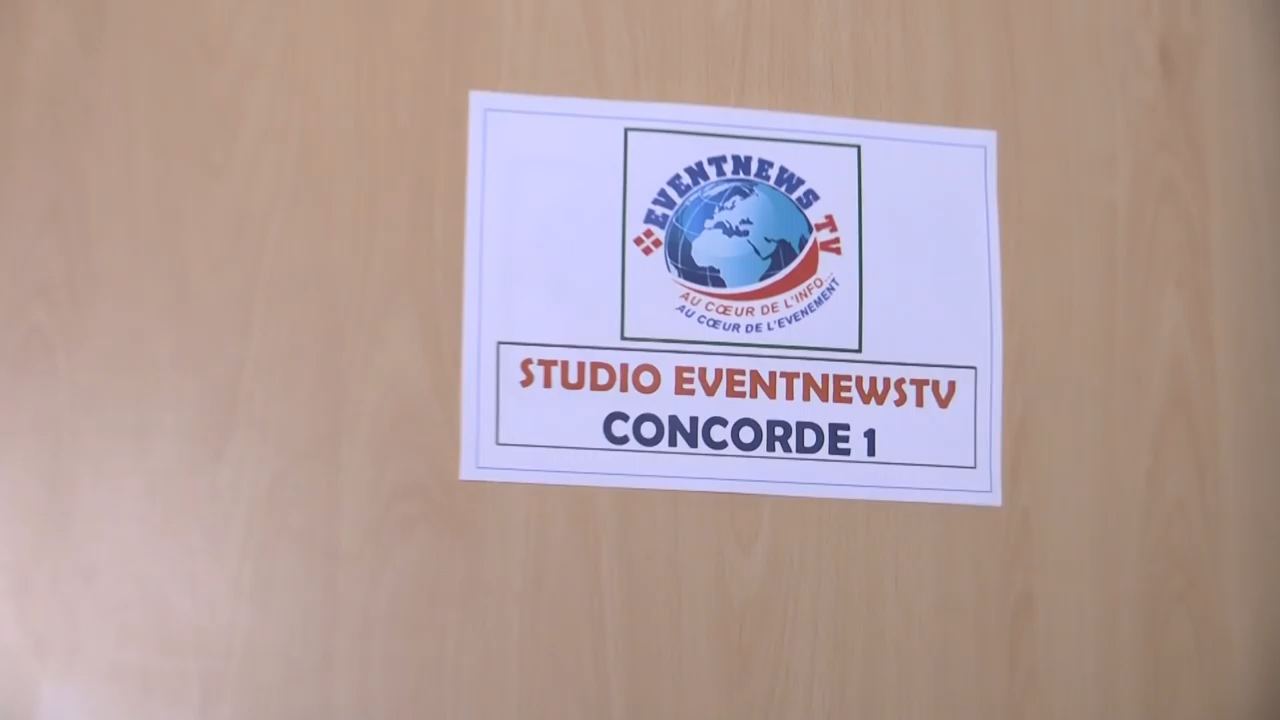 EVENTNEWS TV
AU CŒUR DE L'INFO...
AU CŒUR DE L'EVENEMENT
STUDIO EVENTNEWSTV
CONCORDE 1